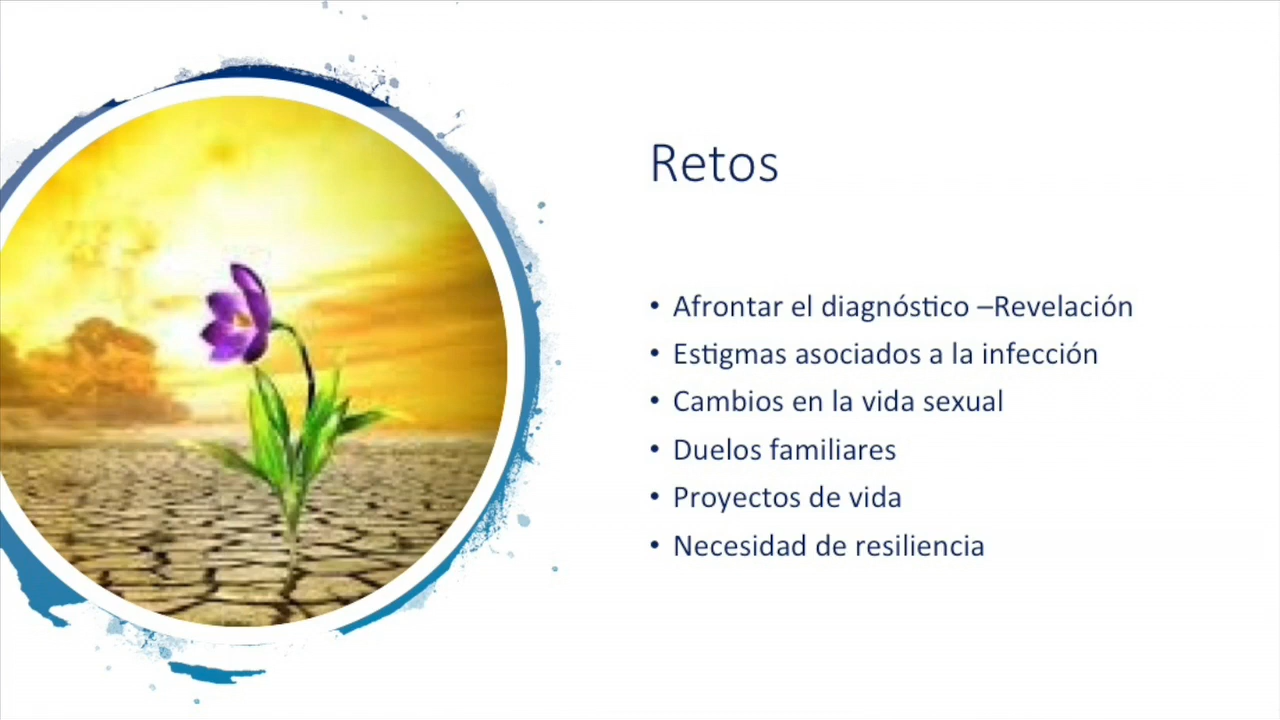 Retos
• Afrontar el diagnóstico –Revelación
• Estigmas asociados a la infección
• Cambios en la vida sexual
• Duelos familiares
• Proyectos de vida
• Necesidad de resiliencia